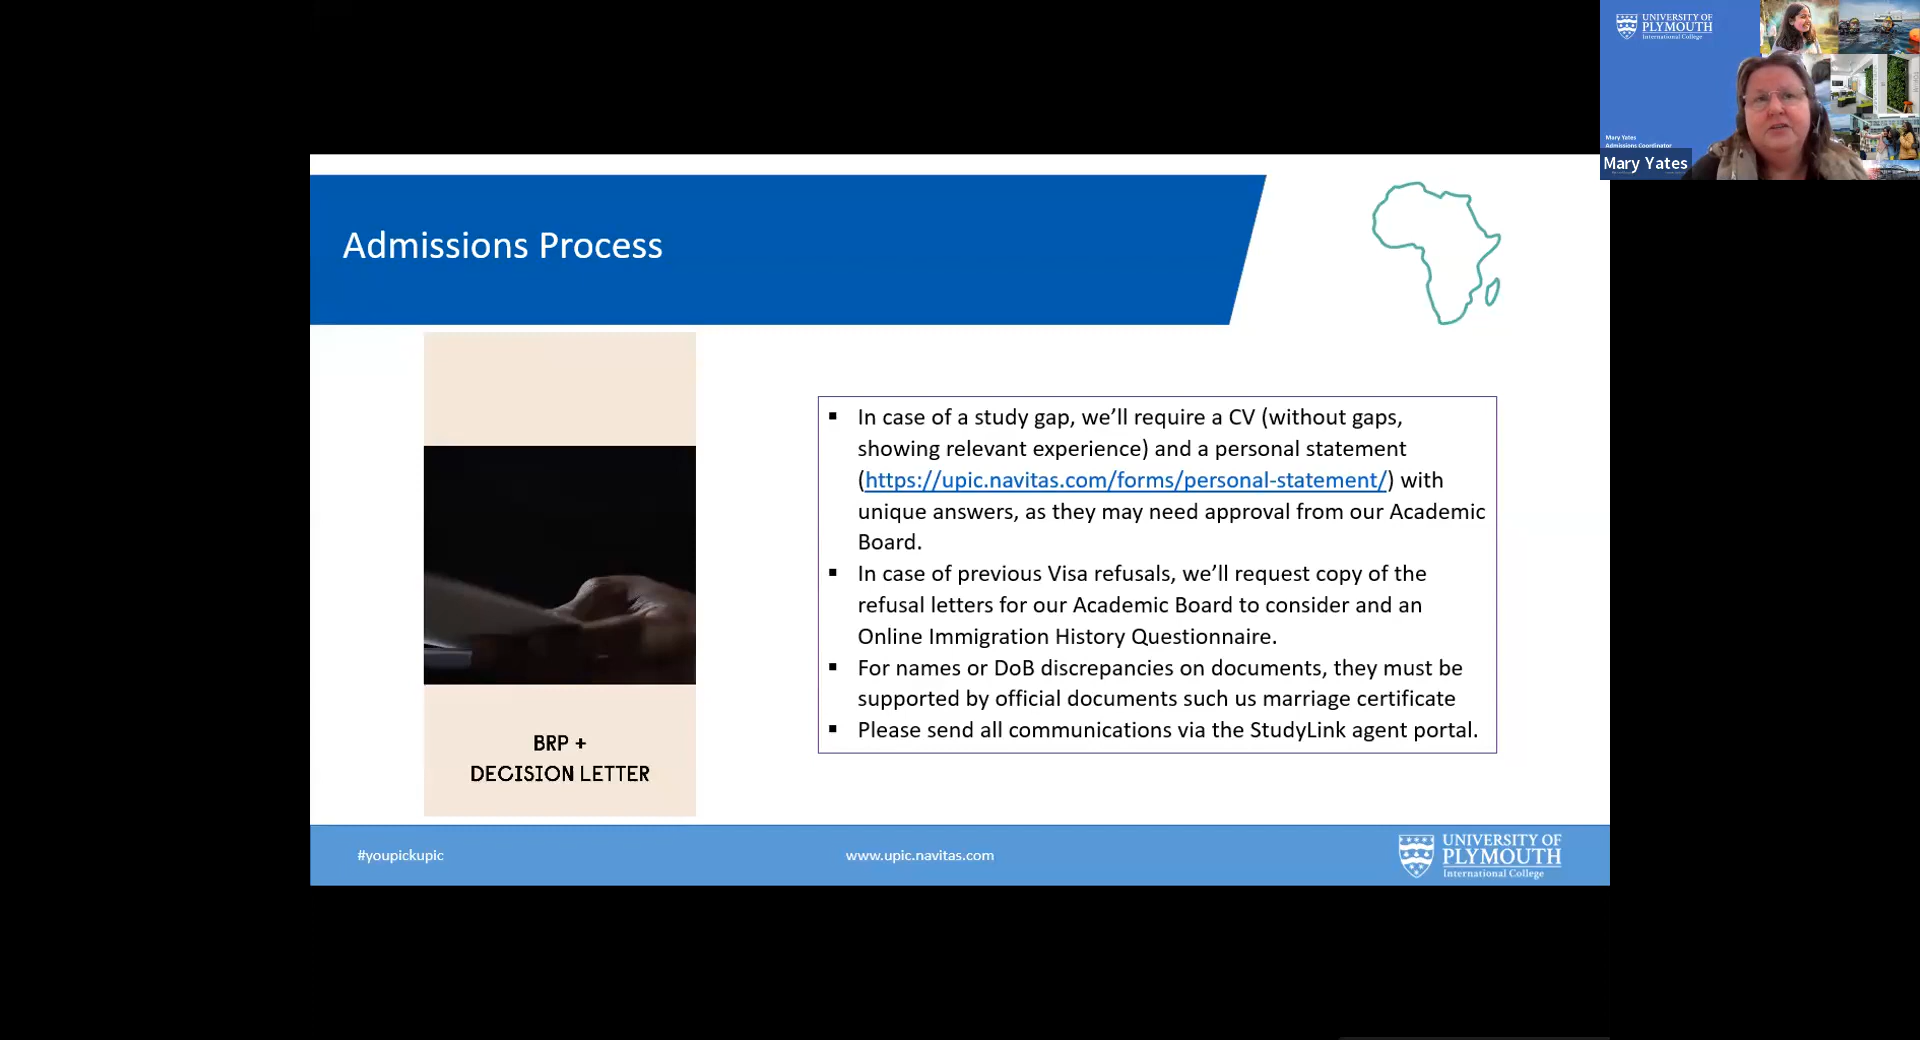 UNIVERSITY OF
PLYMOUTH
International College
Mary Yates
Admissions Coordinator
Mary Yates
Admissions Process
▪ In case of a study gap, we’ll require a CV (without gaps,
showing relevant experience) and a personal statement
(https://upic.navitas.com/forms/personal-statement/) with
unique answers, as they may need approval from our Academic
Board.
▪ In case of previous Visa refusals, we’ll request copy of the
refusal letters for our Academic Board to consider and an
Online Immigration History Questionnaire.
▪ For names or DoB discrepancies on documents, they must be
supported by official documents such us marriage certificate
▪ Please send all communications via the StudyLink agent portal.
BRP +
DECISION LETTER
#youpickupic
www.upic.navitas.com
UNIVERSITY OF
PLYMOUTH
International College